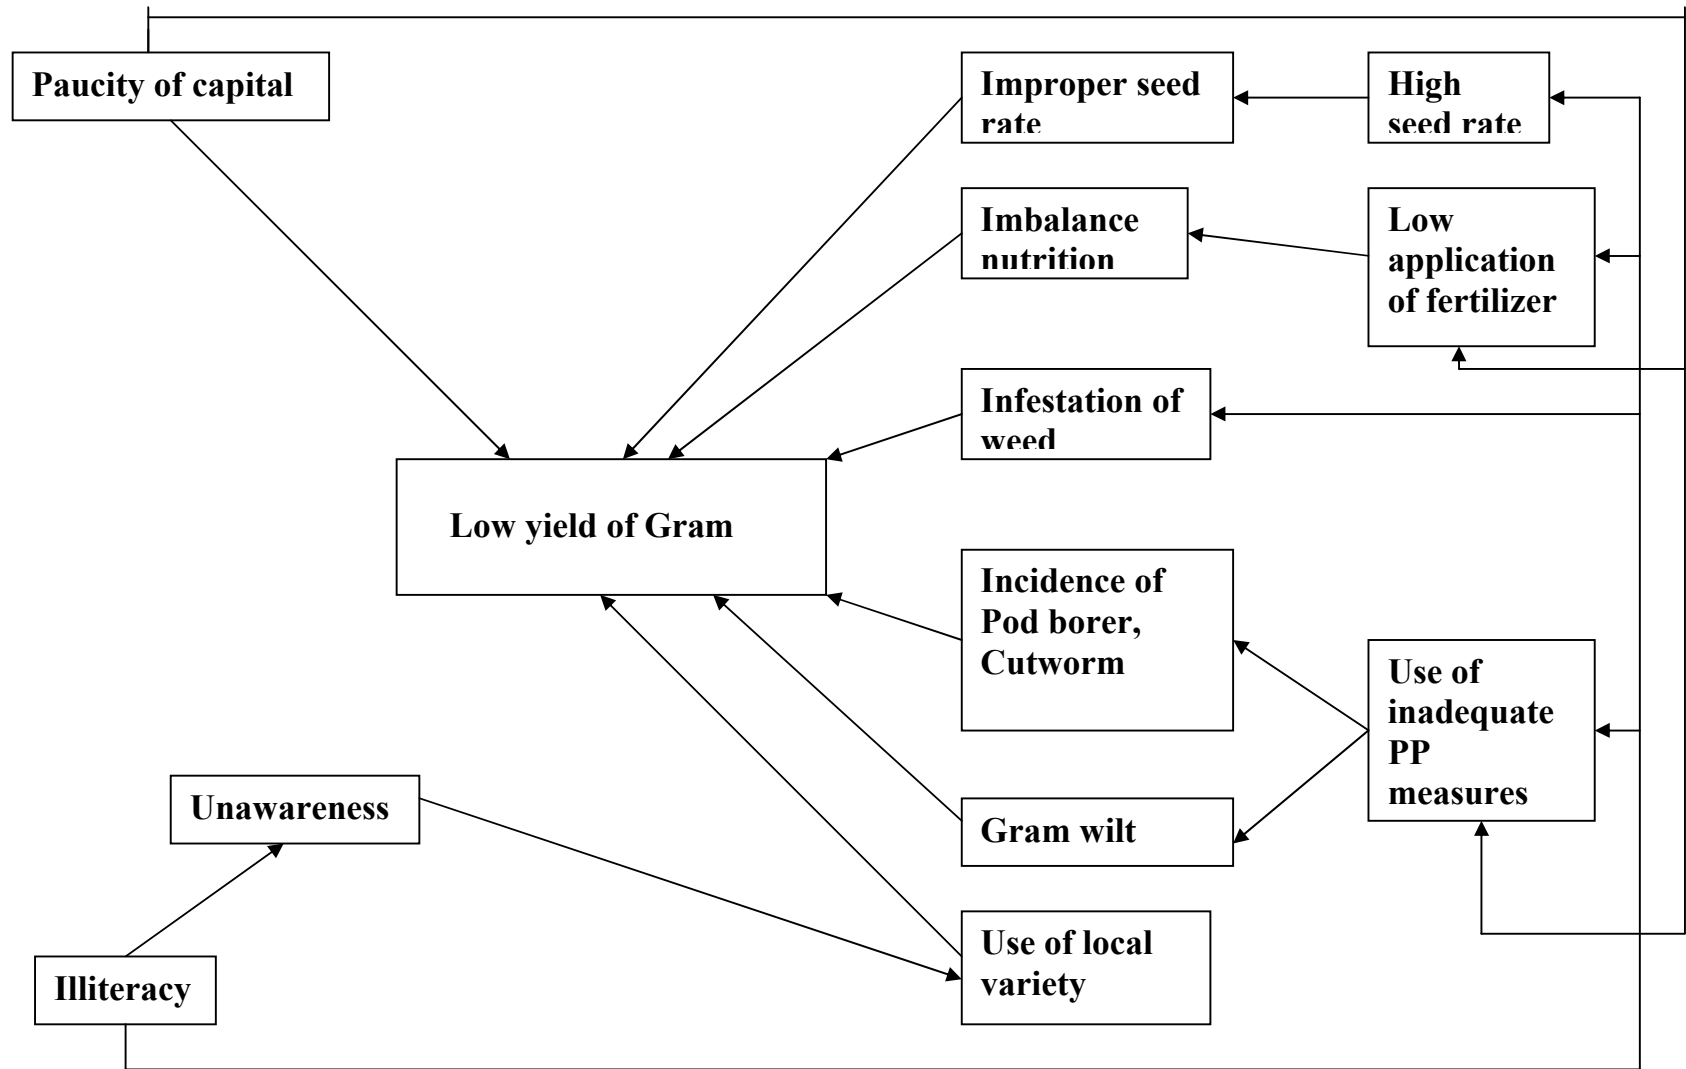 Paucity of capital
Improper seed
rate
High
seed rate
Imbalance
nutrition
Low
application
of fertilizer
Infestation of
weed
Low yield of Gram
Incidence of
Pod borer,
Cutworm
Use of
inadequate
PP
measures
Unawareness
Gram wilt
Use of local
variety
Illiteracy